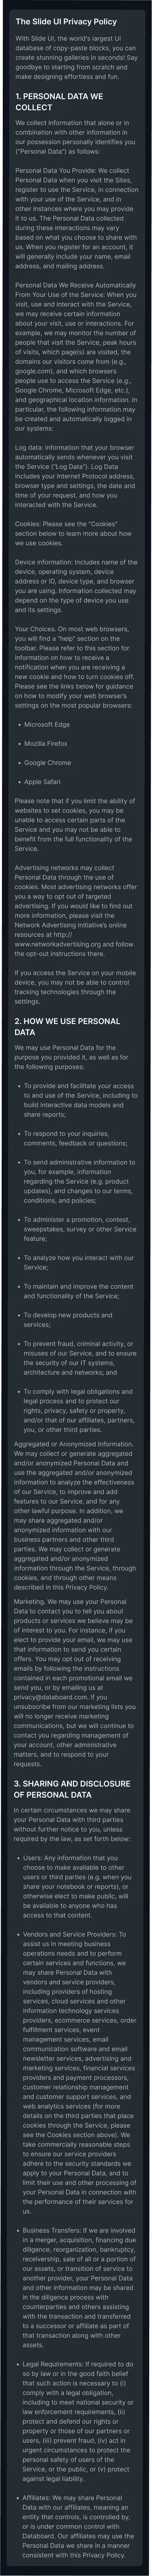 The Slide UI Privacy Policy
With Slide UI, the world's largest UI
database of copy-paste blocks, you can
create stunning galleries in seconds! Say
goodbye to starting from scratch and
make designing effortless and fun.
1. PERSONAL DATA WE
COLLECT
We collect information that alone or in
combination with other information in
our possession personally identifies you
("Personal Data") as follows:
Personal Data You Provide: We collect
Personal Data when you visit the Sites,
register to use the Service, in connection
with your use of the Service, and in
other instances where you may provide
it to us. The Personal Data collected
during these interactions may vary
based on what you choose to share with
us. When you register for an account, it
will generally include your name, email
address, and mailing address.
Personal Data We Receive Automatically
From Your Use of the Service: When you
visit, use and interact with the Service,
we may receive certain information
about your visit, use or interactions. For
example, we may monitor the number of
people that visit the Service, peak hours
of visits, which page(s) are visited, the
domains our visitors come from (e.g.,
google.com), and which browsers
people use to access the Service (e.g.,
Google Chrome, Microsoft Edge, etc.),
and geographical location information. In
particular, the following information may
be created and automatically logged in
our systems:
Log data: Information that your browser
automatically sends whenever you visit
the Service ("Log Data"). Log Data
includes your Internet Protocol address,
browser type and settings, the date and
time of your request, and how you
interacted with the Service.
Cookies: Please see the "Cookies"
section below to learn more about how
we use cookies.
Device information: Includes name of the
device, operating system, device
address or ID, device type, and browser
you are using. Information collected may
depend on the type of device you use
and its settings.
Your Choices. On most web browsers,
you will find a "help" section on the
toolbar. Please refer to this section for
information on how to receive a
notification when you are receiving a
new cookie and how to turn cookies off.
Please see the links below for guidance
on how to modify your web browser's
settings on the most popular browsers:
• Microsoft Edge
• Mozilla Firefox
• Google Chrome
• Apple Safari
Please note that if you limit the ability of
websites to set cookies, you may be
unable to access certain parts of the
Service and you may not be able to
benefit from the full functionality of the
Service.
Advertising networks may collect
Personal Data through the use of
cookies. Most advertising networks offer
you a way to opt out of targeted
advertising. If you would like to find out
more information, please visit the
Network Advertising Initiative's online
resources at http://
www.networkadvertising.org and follow
the opt-out instructions there.
If you access the Service on your mobile
device, you may not be able to control
tracking technologies through the
settings.
2. HOW WE USE PERSONAL
DATA
We may use Personal Data for the
purpose you provided it, as well as for
the following purposes:
• To provide and facilitate your access
to and use of the Service, including to
build interactive data models and
share reports;
• To respond to your inquiries,
comments, feedback or questions;
• To send administrative information to
you, for example, information
regarding the Service (e.g. product
updates), and changes to our terms,
conditions, and policies;
• To administer a promotion, contest,
sweepstakes, survey or other Service
feature;
• To analyze how you interact with our
Service;
• To maintain and improve the content
and functionality of the Service;
• To develop new products and
services;
• To prevent fraud, criminal activity, or
misuses of our Service, and to ensure
the security of our IT systems,
architecture and networks; and
• To comply with legal obligations and
legal process and to protect our
rights, privacy, safety or property,
and/or that of our affiliates, partners,
you, or other third parties.
Aggregated or Anonymized Information.
We may collect or generate aggregated
and/or anonymized Personal Data and
use the aggregated and/or anonymized
information to analyze the effectiveness
of our Service, to improve and add
features to our Service, and for any
other lawful purpose. In addition, we
may share aggregated and/or
anonymized information with our
business partners and other third
parties. We may collect or generate
aggregated and/or anonymized
information through the Service, through
cookies, and through other means
described in this Privacy Policy.
Marketing. We may use your Personal
Data to contact you to tell you about
products or services we believe may be
of interest to you. For instance, if you
elect to provide your email, we may use
that information to send you certain
offers. You may opt out of receiving
emails by following the instructions
contained in each promotional email we
send you, or by emailing us at
privacy@databoard.com. If you
unsubscribe from our marketing lists you
will no longer receive marketing
communications, but we will continue to
contact you regarding management of
your account, other administrative
matters, and to respond to your
requests.
3. SHARING AND DISCLOSURE
OF PERSONAL DATA
In certain circumstances we may share
your Personal Data with third parties
without further notice to you, unless
required by the law, as set forth below:
• Users: Any information that you
choose to make available to other
users or third parties (e.g. when you
share your notebook or reports), or
otherwise elect to make public, will
be available to anyone who has
access to that content.
• Vendors and Service Providers: To
assist us in meeting business
operations needs and to perform
certain services and functions, we
may share Personal Data with
vendors and service providers,
including providers of hosting
services, cloud services and other
information technology services
providers, ecommerce services, order
fulfillment services, event
management services, email
communication software and email
newsletter services, advertising and
marketing services, financial services
providers and payment processors,
customer relationship management
and customer support services, and
web analytics services (for more
details on the third parties that place
cookies through the Service, please
see the Cookies section above). We
take commercially reasonable steps
to ensure our service providers
adhere to the security standards we
apply to your Personal Data, and to
limit their use and other processing of
your Personal Data in connection with
the performance of their services for
us.
• Business Transfers: If we are involved
in a merger, acquisition, financing due
diligence, reorganization, bankruptcy,
receivership, sale of all or a portion of
our assets, or transition of service to
another provider, your Personal Data
and other information may be shared
in the diligence process with
counterparties and others assisting
with the transaction and transferred
to a successor or affiliate as part of
that transaction along with other
assets.
• Legal Requirements: If required to do
so by law or in the good faith belief
that such action is necessary to (i)
comply with a legal obligation,
including to meet national security or
law enforcement requirements, (ii)
protect and defend our rights or
property or those of our partners or
users, (iii) prevent fraud, (iv) act in
urgent circumstances to protect the
personal safety of users of the
Service, or the public, or (v) protect
against legal liability.
• Affiliates: We may share Personal
Data with our affiliates, meaning an
entity that controls, is controlled by,
or is under common control with
Databoard. Our affiliates may use the
Personal Data we share in a manner
consistent with this Privacy Policy.